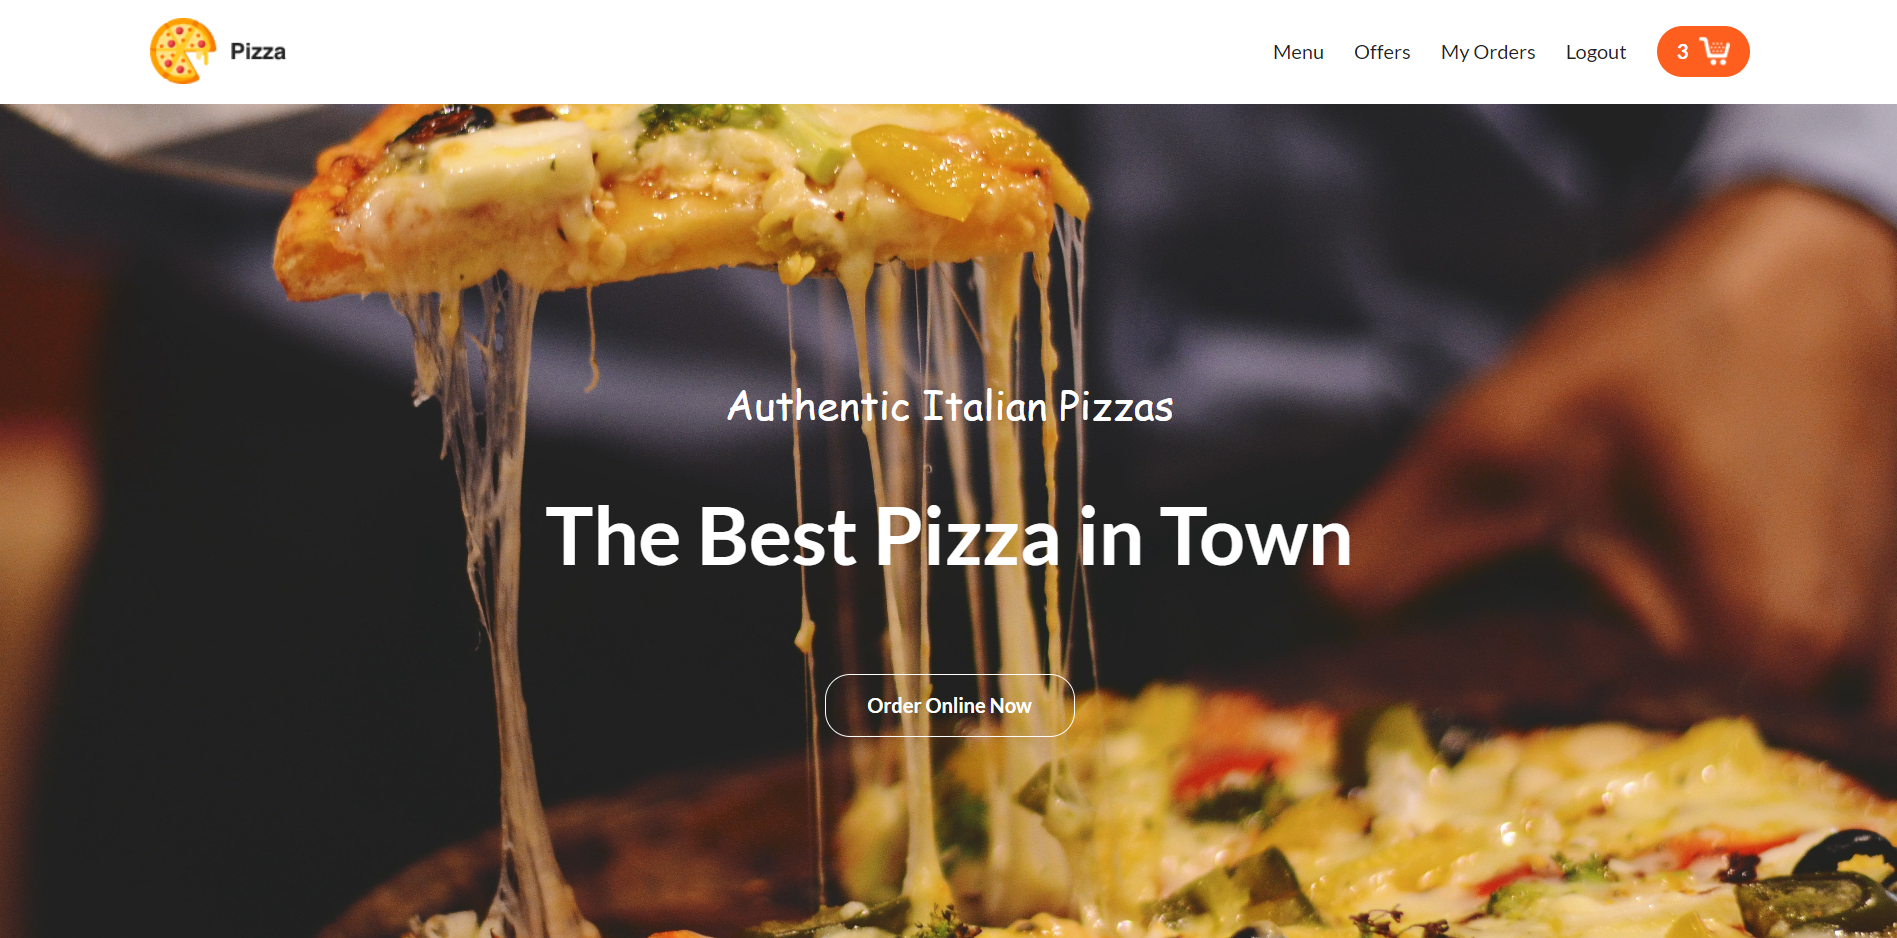 Pizza
Menu Offers My Orders Logout 3
Authentic Italian Pizzas
The Best Pizza in Town
Order Online Now